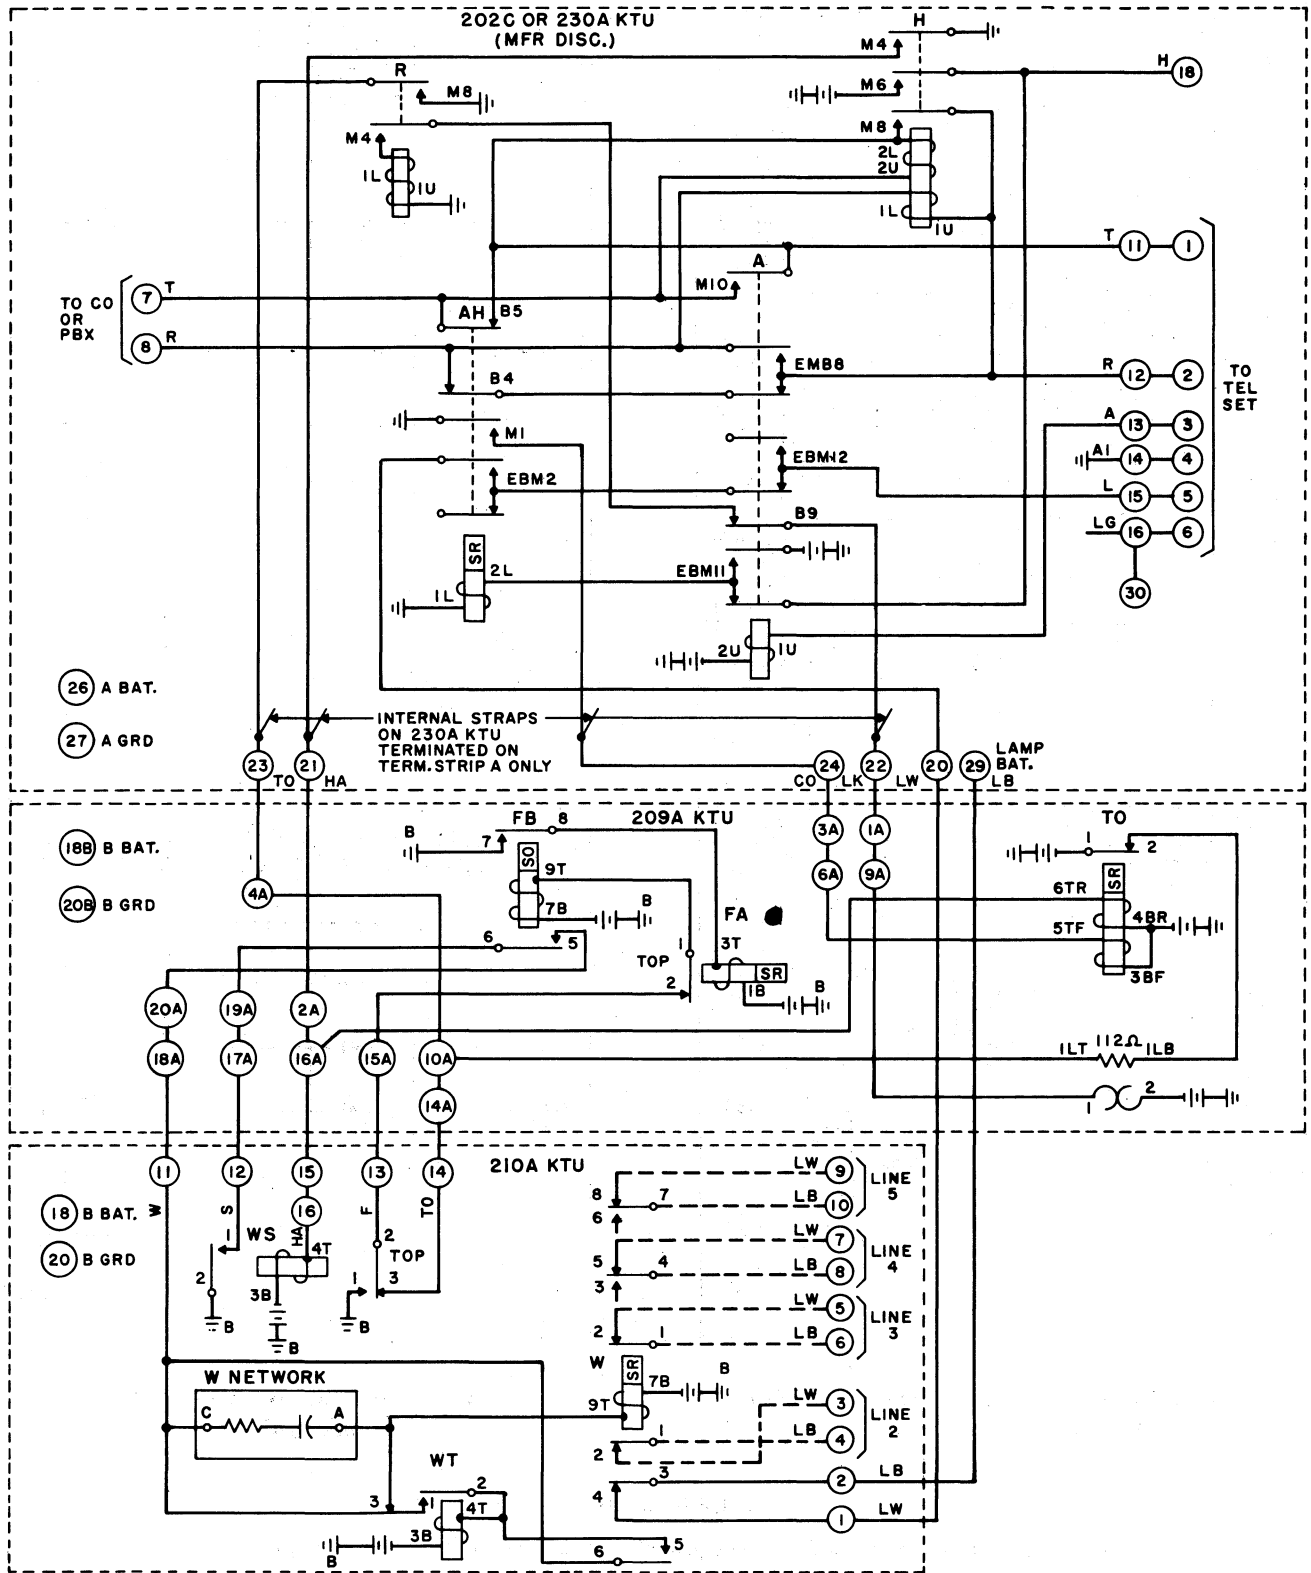 202C OR 230A KTU
(MFR DISC.)
H
M4
H 18
R
M8
M6
M4
M8
2L
2U
1L
1U
1L
1U
T 11 1
A
M10
TO CO
OR
PBX
7 T
AH B5
8 R
EMB8
B4
R 12 2
TO
TEL
SET
A 13 3
M1
A1 14 4
EBM12
EBM2
L 15 5
B9
LG 16 6
SR
2L
EBM11
1L
30
2U 1U
26 A BAT.
27 A GRD
INTERNAL STRAPS
ON 230A KTU
TERMINATED ON
TERM. STRIP A ONLY
23 TO
21 HA
24 CO
22 LK
20 LW
29 LB
LAMP
BAT.
209A KTU
FB 8
B 7
TO
1 2
3A 1A
18B B BAT.
SO
9T
6A 9A
SR
4A
6TR
20B B GRD
7B B
FA
4BR
5TF
6 5
1 3T
TOP
SR
2 1B B
3BF
20A 19A 2A
18A 17A 16A 15A 10A
1LT 112Ω 1LB
14A
1 2
210A KTU
11 12 15 13 14
W S HA F TO
16
18 B BAT.
20 B GRD
WS
1
2
B
4T
3B
B
2
TOP
1 3
B
LW 9
LB 10
LINE
5
8 7
6
LW 7
LB 8
LINE
4
5 4
3
LW 5
LB 6
LINE
3
2 1
W
SR
7B B
9T
W NETWORK
C A
LW 3
LB 4
LINE
2
1
2
WT
3
2 LB
4
1 LW
3 1 2
4T
3B
B
6 5